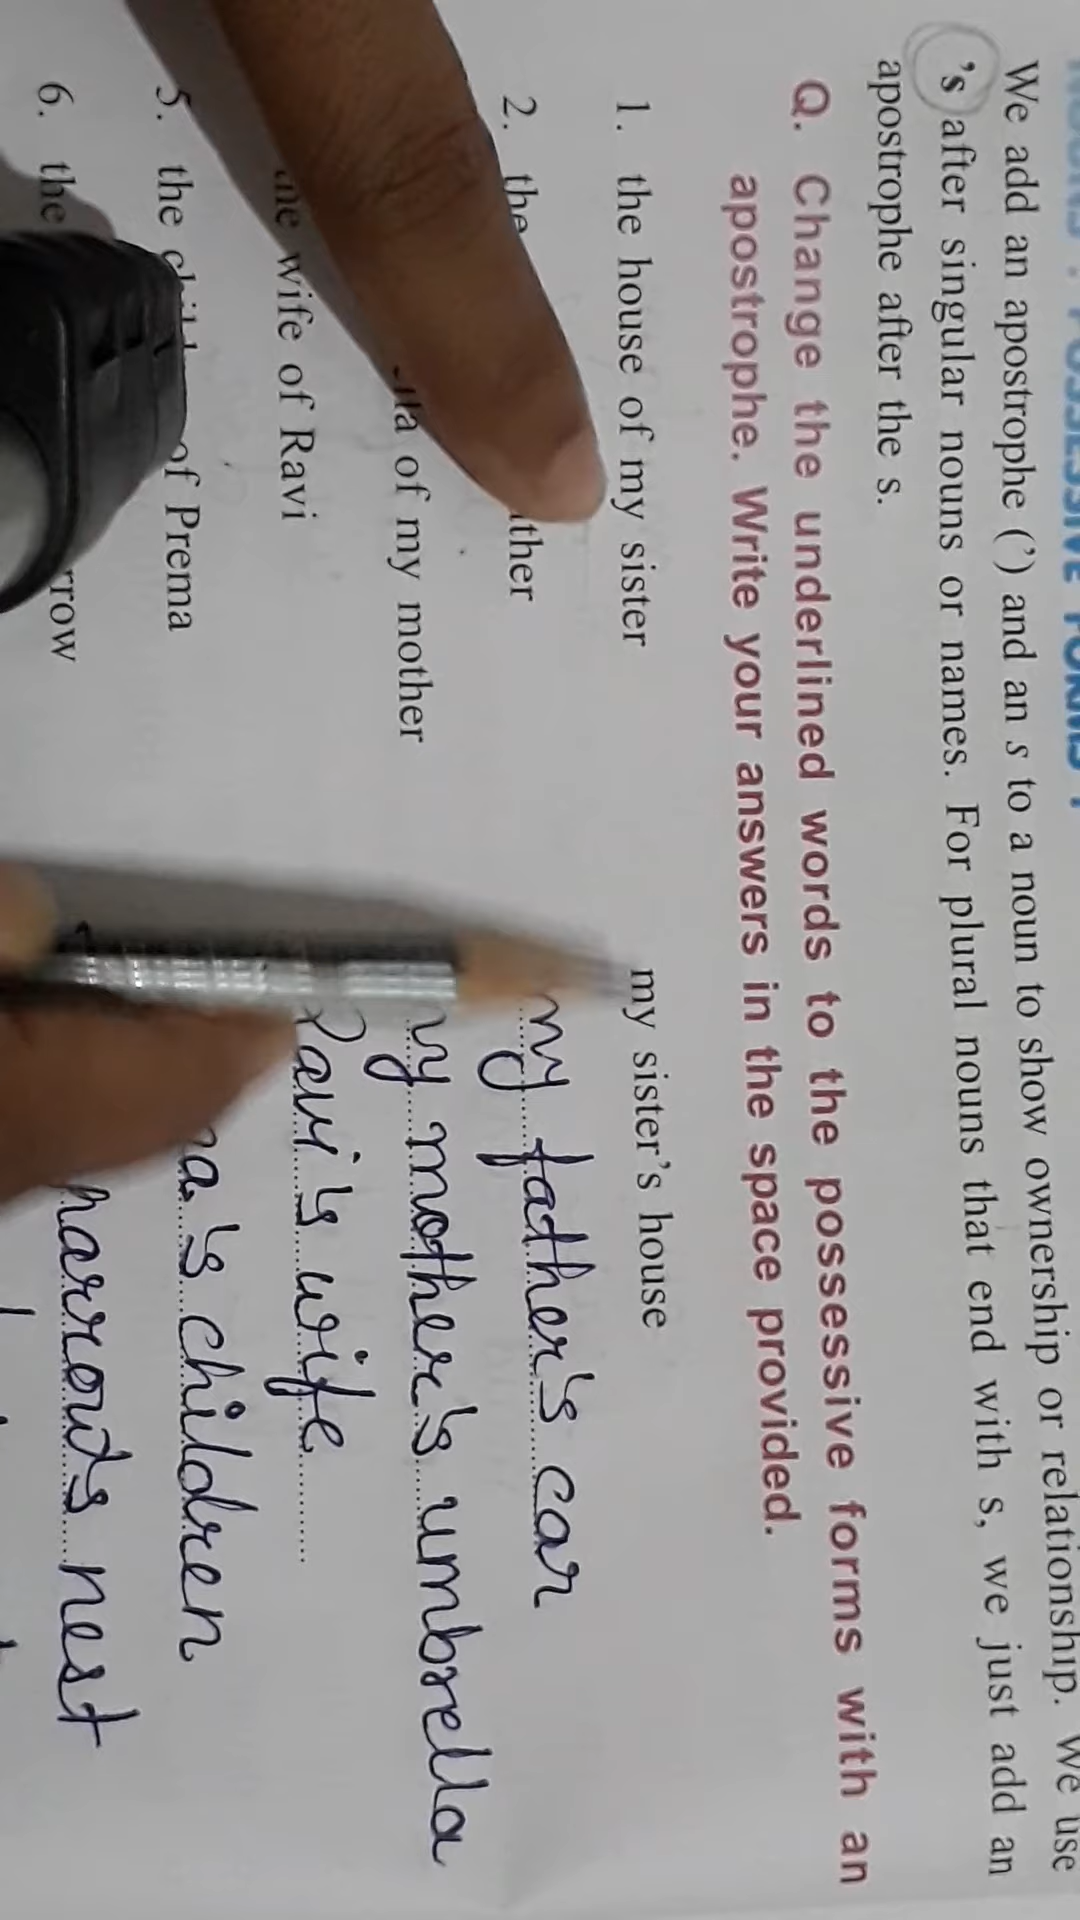 We add an apostrophe (’) and an s to a noun to show ownership or relationship. We use
’s after singular nouns or names. For plural nouns that end with s, we just add an
apostrophe after the s.
Q. Change the underlined words to the possessive forms with an
apostrophe. Write your answers in the space provided.
1. the house of my sister my sister’s house
2. the my father's car
of my mother my mother's umbrella
wife of Ravi Ravi's wife
5. the of Prema 's children
6. the parrot's nest